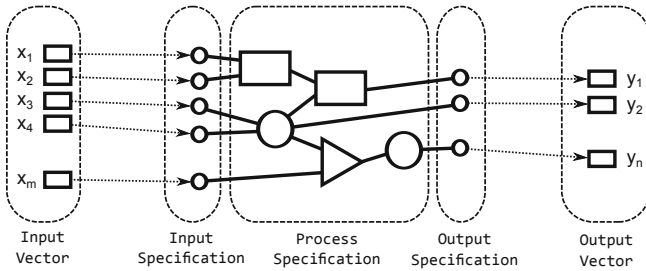 x1
x2
x3
x4
xm
y1
y2
yn
Input
Vector
Input
Specification
Process
Specification
Output
Specification
Output
Vector